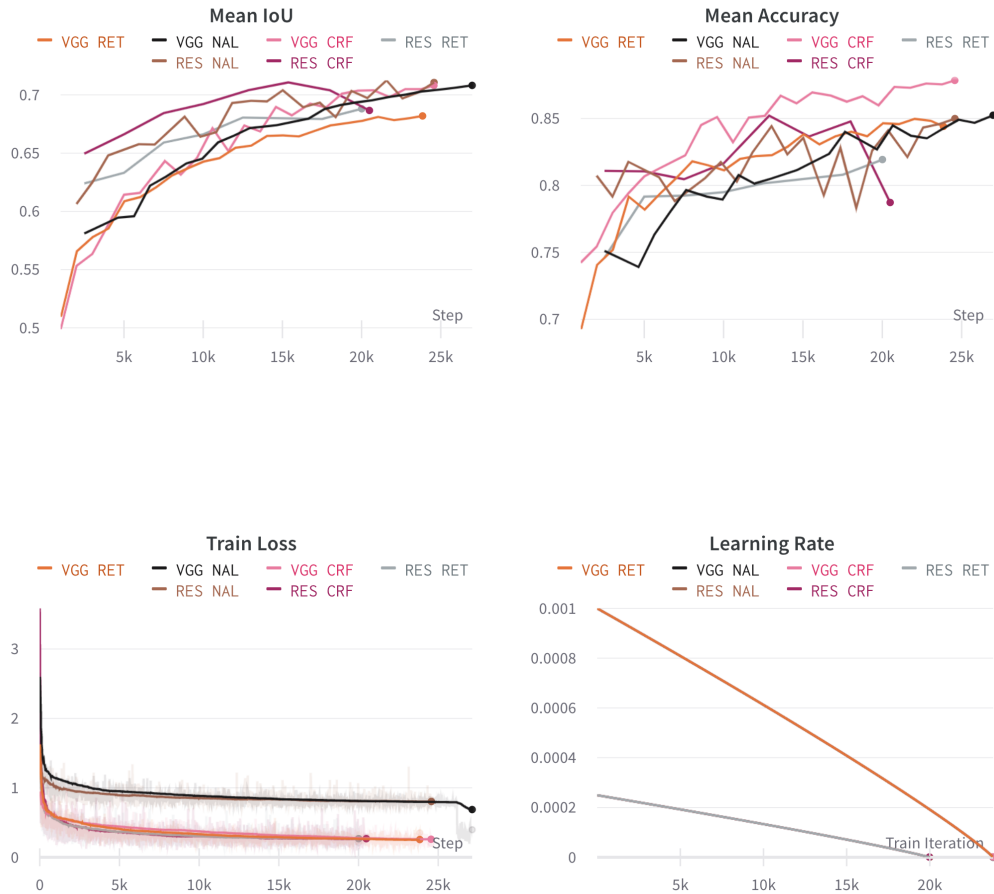 Mean IoU
VGG RET VGG NAL VGG CRF RES RET
RES NAL RES CRF
0.7
0.65
0.6
0.55
0.5
Step
5k 10k 15k 20k 25k
Mean Accuracy
VGG RET VGG NAL VGG CRF RES RET
RES NAL RES CRF
0.85
0.8
0.75
0.7
Step
5k 10k 15k 20k 25k
Train Loss
VGG RET VGG NAL VGG CRF RES RET
RES NAL RES CRF
3
2
1
0
Step
0 5k 10k 15k 20k 25k
Learning Rate
VGG RET VGG NAL VGG CRF RES RET
RES NAL RES CRF
0.001
0.0008
0.0006
0.0004
0.0002
0
Train Iteration
5k 10k 15k 20k